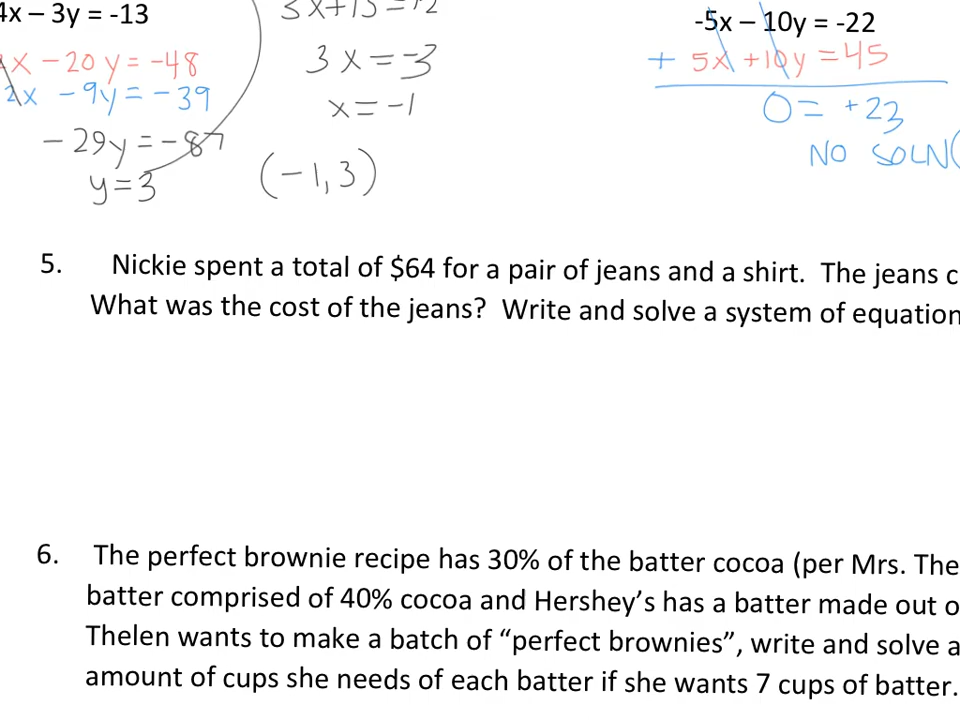 4x – 3y = -13
x – 20y = -48
2x – 9y = -39
- 29y = -87
y = 3
3x+15 = 12
3x = -3
x = -1
(-1, 3)
-5x – 10y = -22
+ 5x + 10y = 45
0 = +23
NO SOLN
5. Nickie spent a total of $64 for a pair of jeans and a shirt. The jeans c
What was the cost of the jeans? Write and solve a system of equation
6. The perfect brownie recipe has 30% of the batter cocoa (per Mrs. The
batter comprised of 40% cocoa and Hershey's has a batter made out o
Thelen wants to make a batch of "perfect brownies", write and solve a
amount of cups she needs of each batter if she wants 7 cups of batter.